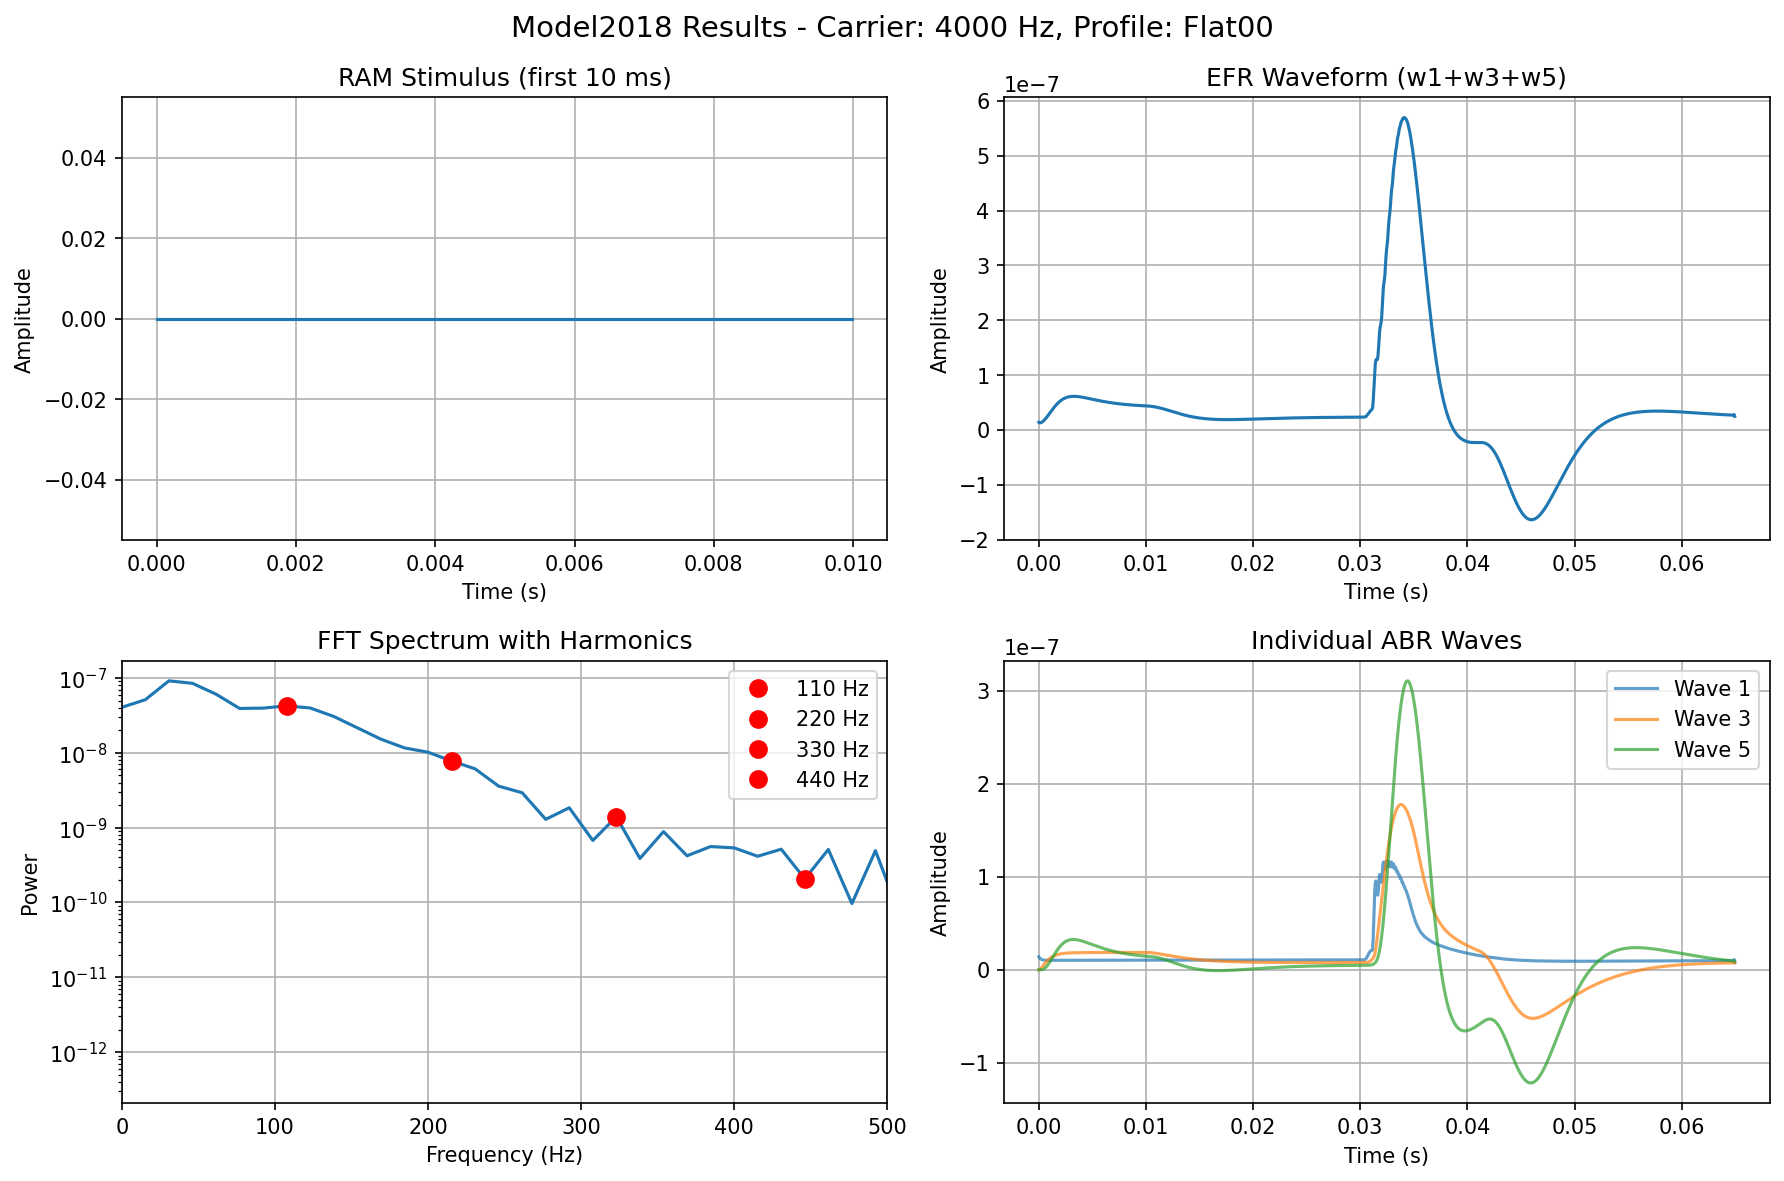 Model2018 Results - Carrier: 4000 Hz, Profile: Flat00
RAM Stimulus (first 10 ms)
0.04
0.02
0.00
−0.02
−0.04
Amplitude
0.000 0.002 0.004 0.006 0.008 0.010
Time (s)
EFR Waveform (w1+w3+w5)
1e−7
6
5
4
3
2
1
0
−1
−2
Amplitude
0.00 0.01 0.02 0.03 0.04 0.05 0.06
Time (s)
FFT Spectrum with Harmonics
10−7
10−8
10−9
10−10
10−11
10−12
Power
110 Hz
220 Hz
330 Hz
440 Hz
0 100 200 300 400 500
Frequency (Hz)
Individual ABR Waves
1e−7
3
2
1
0
−1
Amplitude
Wave 1
Wave 3
Wave 5
0.00 0.01 0.02 0.03 0.04 0.05 0.06
Time (s)